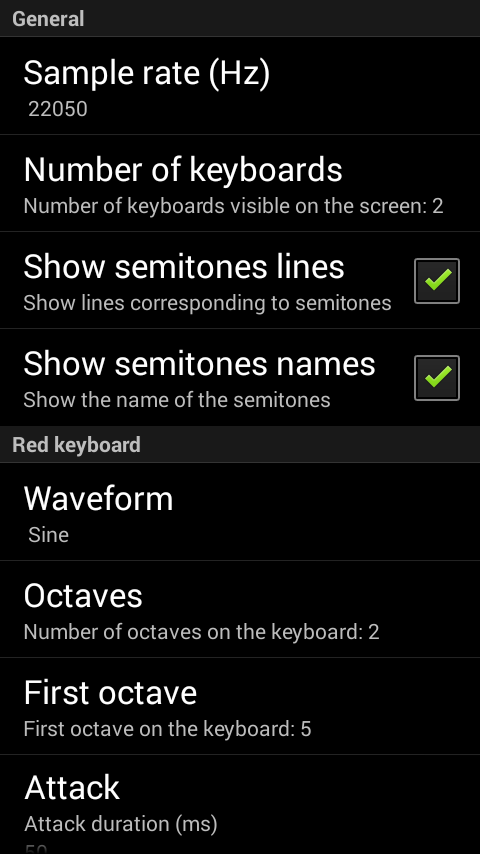 General
Sample rate (Hz)
22050
Number of keyboards
Number of keyboards visible on the screen: 2
Show semitones lines
Show lines corresponding to semitones
Show semitones names
Show the name of the semitones
Red keyboard
Waveform
Sine
Octaves
Number of octaves on the keyboard: 2
First octave
First octave on the keyboard: 5
Attack
Attack duration (ms)